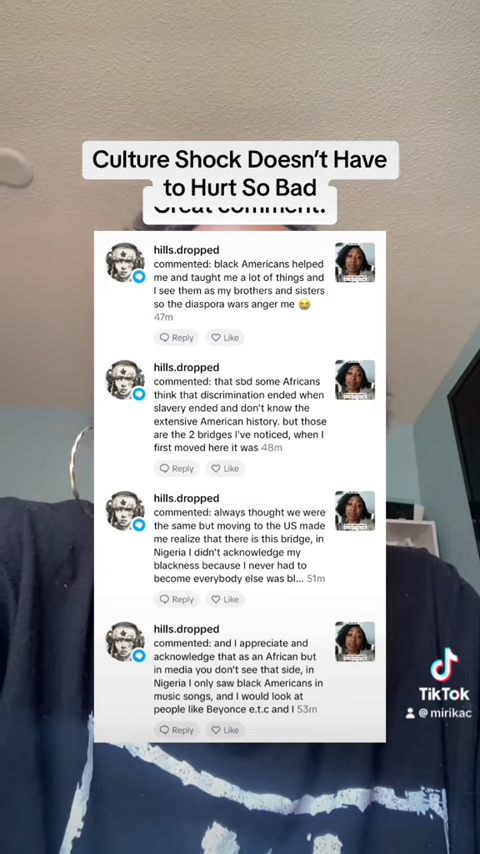 Culture Shock Doesn't Have
to Hurt So Bad
Great comment!
hills.dropped
commented: black Americans helped
me and taught me a lot of things and
I see them as my brothers and sisters
so the diaspora wars anger me 😭
47m
Reply Like
hills.dropped
commented: that sbd some Africans
think that discrimination ended when
slavery ended and don't know the
extensive American history. but those
are the 2 bridges I've noticed, when I
first moved here it was 48m
Reply Like
hills.dropped
commented: always thought we were
the same but moving to the US made
me realize that there is this bridge, in
Nigeria I didn't acknowledge my
blackness because I never had to
become everybody else was bl... 51m
Reply Like
hills.dropped
commented: and I appreciate and
acknowledge that as an African but
in media you don't see that side, in
Nigeria I only saw black Americans in
music songs, and I would look at
people like Beyonce e.t.c and I 53m
Reply Like
TikTok
@mirikac